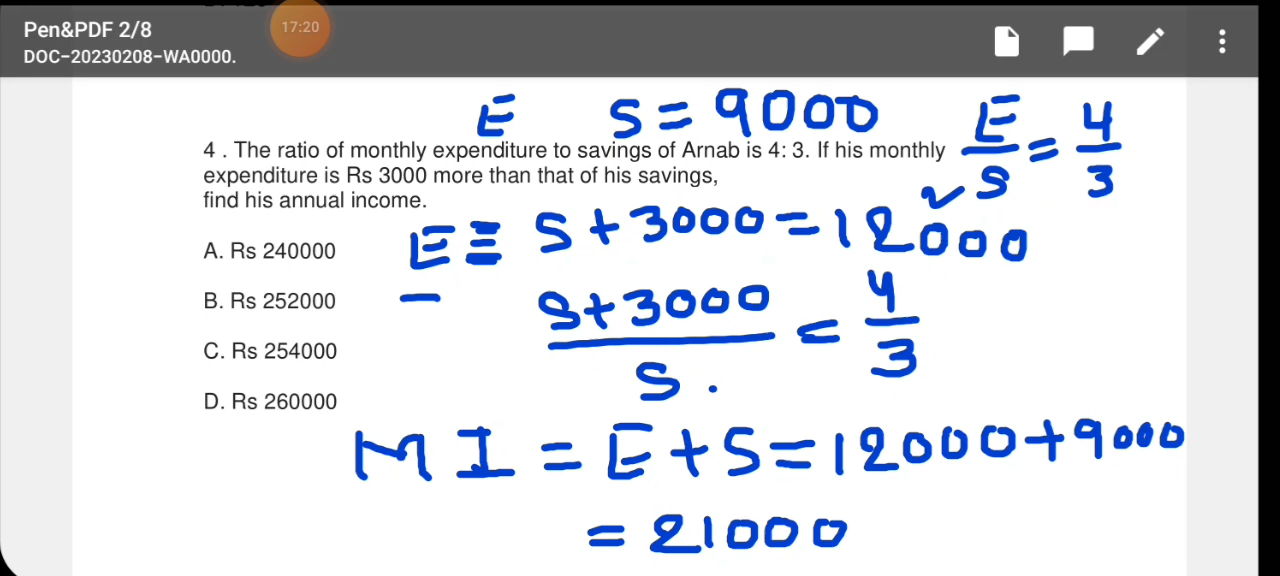 Pen&PDF 2/8
17:20
DOC-20230208-WA0000.
E S = 9000
E/S = 4/3
4 . The ratio of monthly expenditure to savings of Arnab is 4: 3. If his monthly
expenditure is Rs 3000 more than that of his savings,
find his annual income.
E ≡ S + 3000 = 12000
A. Rs 240000
B. Rs 252000
S+3000/S = 4/3
C. Rs 254000
D. Rs 260000
M I = E + S = 12000 + 9000
= 21000